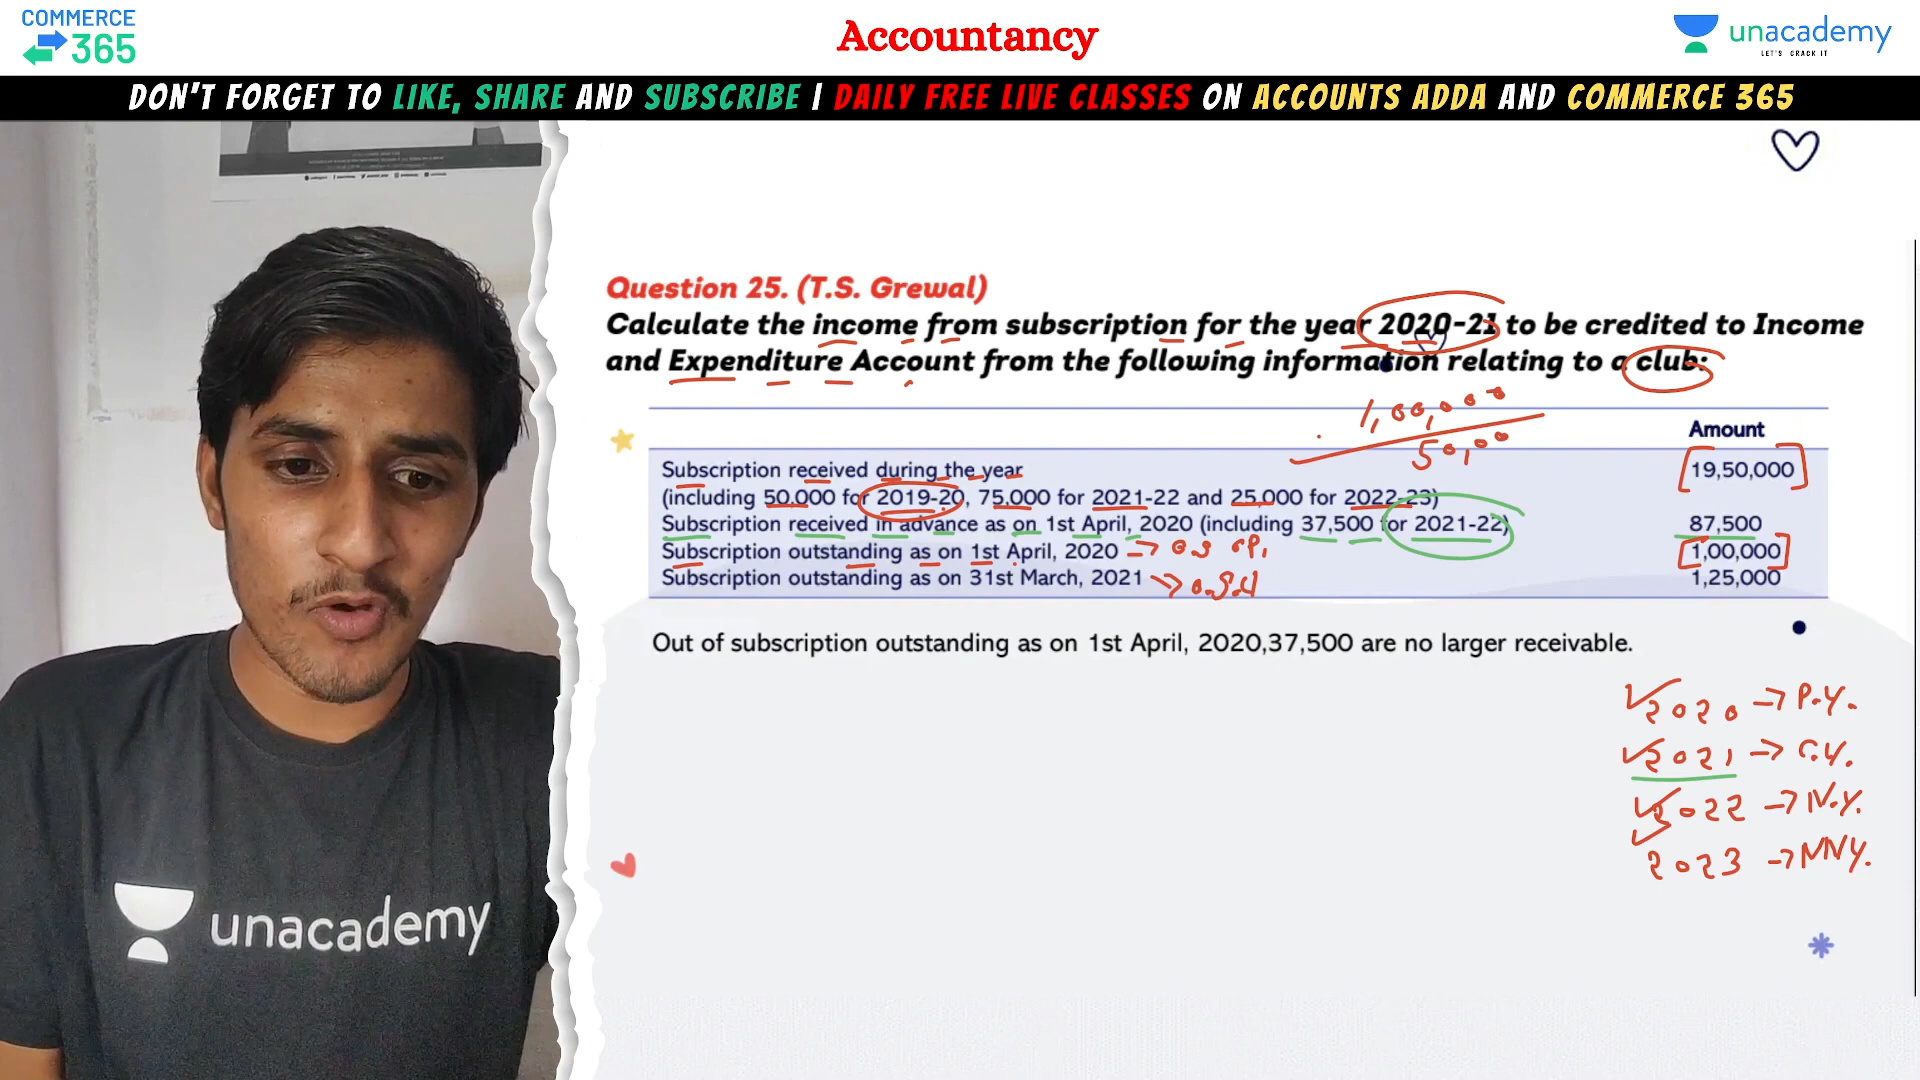 COMMERCE
365
Accountancy
unacademy
LET'S CRACK IT
DON'T FORGET TO LIKE, SHARE AND SUBSCRIBE | DAILY FREE LIVE CLASSES ON ACCOUNTS ADDA AND COMMERCE 365
Question 25. (T.S. Grewal)
Calculate the income from subscription for the year 2020-21 to be credited to Income
and Expenditure Account from the following information relating to a club:
1,00,000
50,00
Amount
Subscription received during the year 19,50,000
(including 50.000 for 2019-20, 75.000 for 2021-22 and 25.000 for 2022-23)
Subscription received in advance as on 1st April, 2020 (including 37,500 for 2021-22) 87,500
Subscription outstanding as on 1st April, 2020 → O.S OP. 1,00,000
Subscription outstanding as on 31st March, 2021 → O.S.Cl 1,25,000
Out of subscription outstanding as on 1st April, 2020,37,500 are no larger receivable.
2020 → P.Y.
2021 → C.Y.
2022 → N.Y.
2023 → NNY.
unacademy